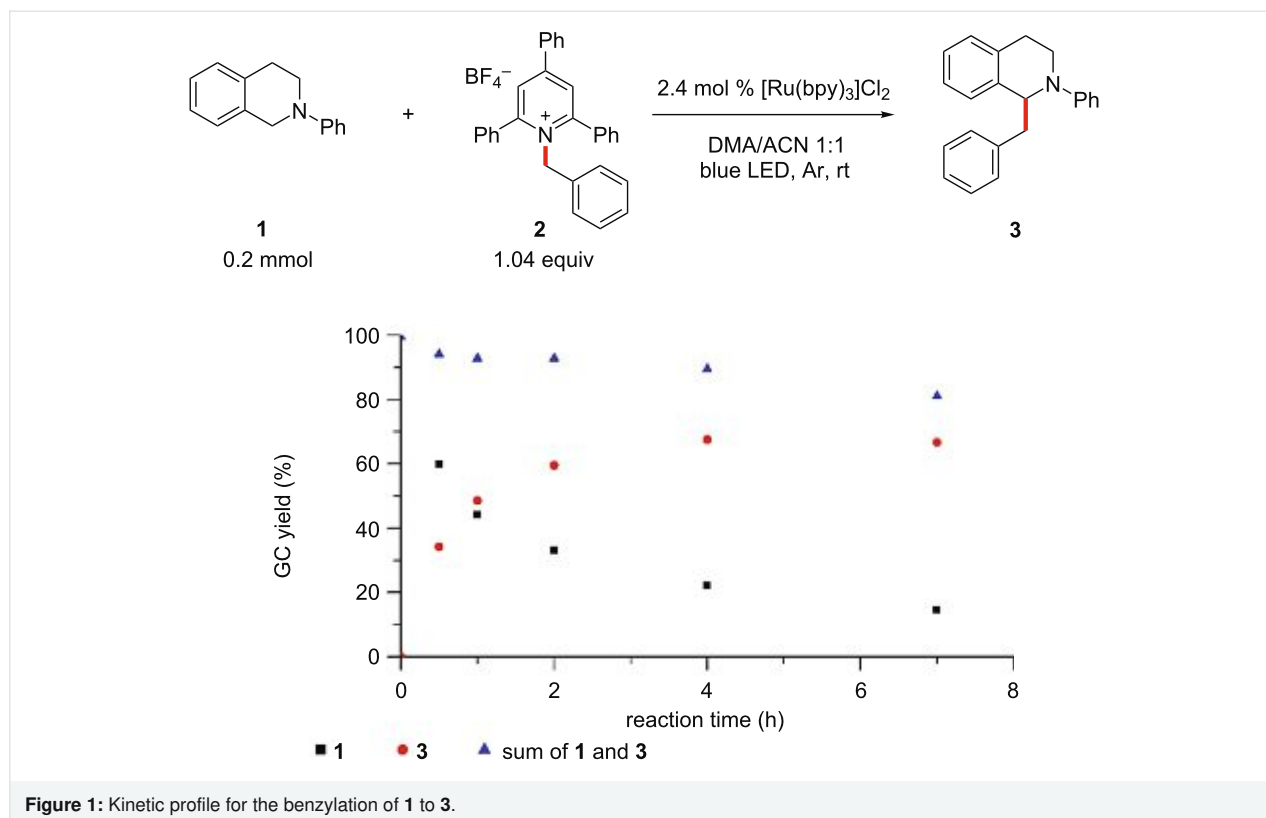 Ph
BF4−
2.4 mol % [Ru(bpy)3]Cl2
N
Ph
+
Ph
+
N
Ph
DMA/ACN 1:1
blue LED, Ar, rt
N
Ph
1
2
3
0.2 mmol
1.04 equiv
100
80
60
40
20
0
GC yield (%)
0 2 4 6 8
reaction time (h)
1 3 sum of 1 and 3
Figure 1: Kinetic profile for the benzylation of 1 to 3.